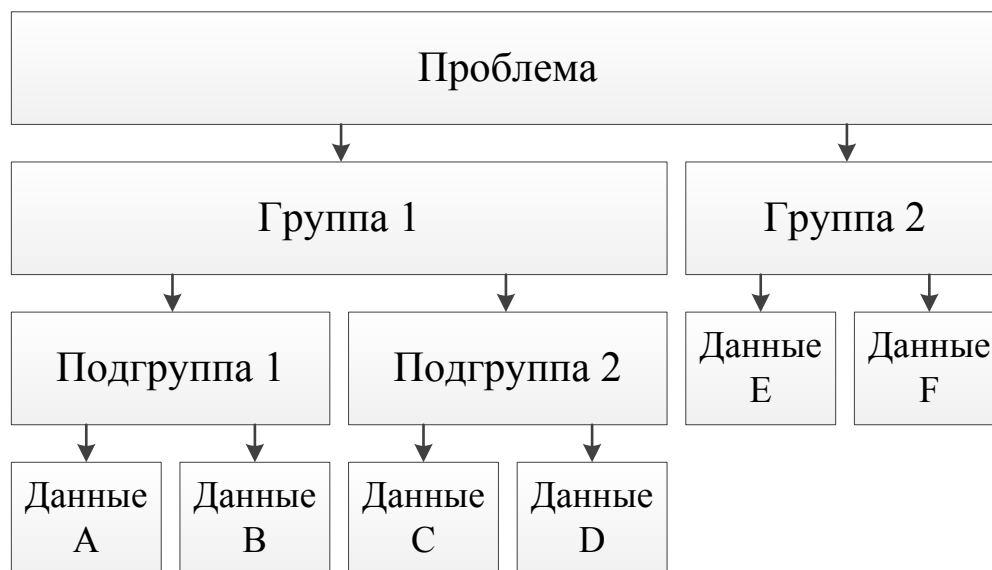 Проблема
Группа 1
Группа 2
Подгруппа 1
Подгруппа 2
Данные
E
Данные
F
Данные
A
Данные
B
Данные
C
Данные
D